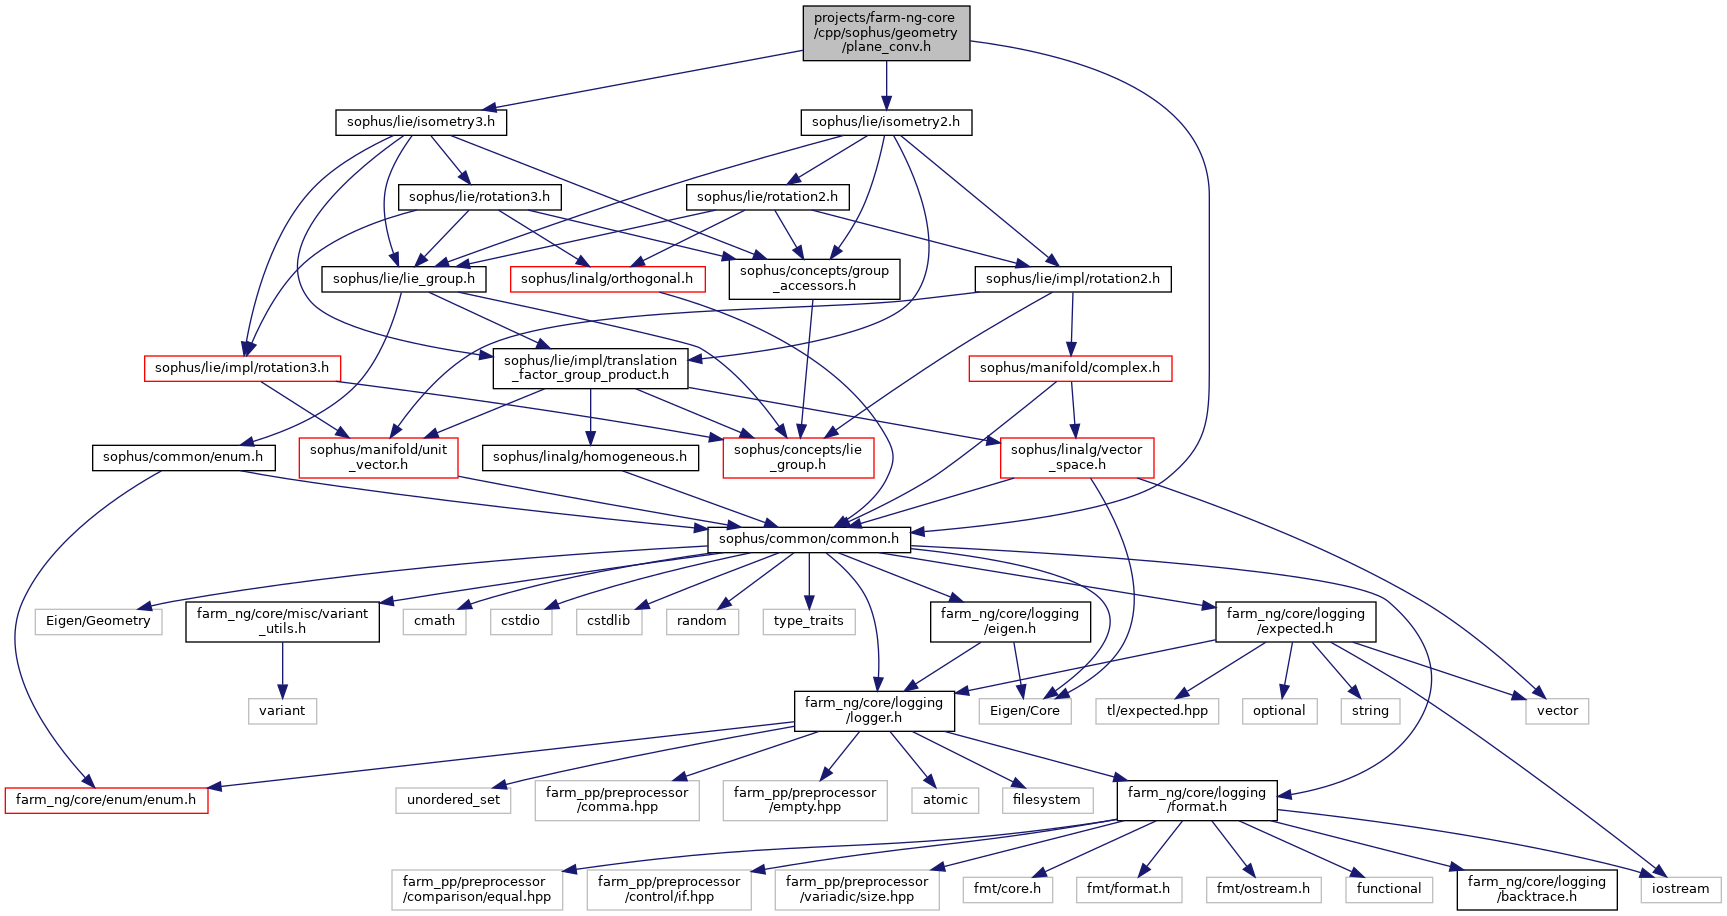 projects/farm-ng-core
/cpp/sophus/geometry
/plane_conv.h
sophus/lie/isometry3.h
sophus/lie/isometry2.h
sophus/lie/rotation3.h
sophus/lie/rotation2.h
sophus/lie/lie_group.h
sophus/linalg/orthogonal.h
sophus/concepts/group
_accessors.h
sophus/lie/impl/rotation2.h
sophus/lie/impl/rotation3.h
sophus/lie/impl/translation
_factor_group_product.h
sophus/manifold/complex.h
sophus/common/enum.h
sophus/manifold/unit
_vector.h
sophus/linalg/homogeneous.h
sophus/concepts/lie
_group.h
sophus/linalg/vector
_space.h
sophus/common/common.h
Eigen/Geometry
farm_ng/core/misc/variant
_utils.h
cmath
cstdio
cstdlib
random
type_traits
farm_ng/core/logging
/eigen.h
farm_ng/core/logging
/expected.h
variant
farm_ng/core/logging
/logger.h
Eigen/Core
tl/expected.hpp
optional
string
vector
farm_ng/core/enum/enum.h
unordered_set
farm_pp/preprocessor
/comma.hpp
farm_pp/preprocessor
/empty.hpp
atomic
filesystem
farm_ng/core/logging
/format.h
farm_pp/preprocessor
/comparison/equal.hpp
farm_pp/preprocessor
/control/if.hpp
farm_pp/preprocessor
/variadic/size.hpp
fmt/core.h
fmt/format.h
fmt/ostream.h
functional
farm_ng/core/logging
/backtrace.h
iostream